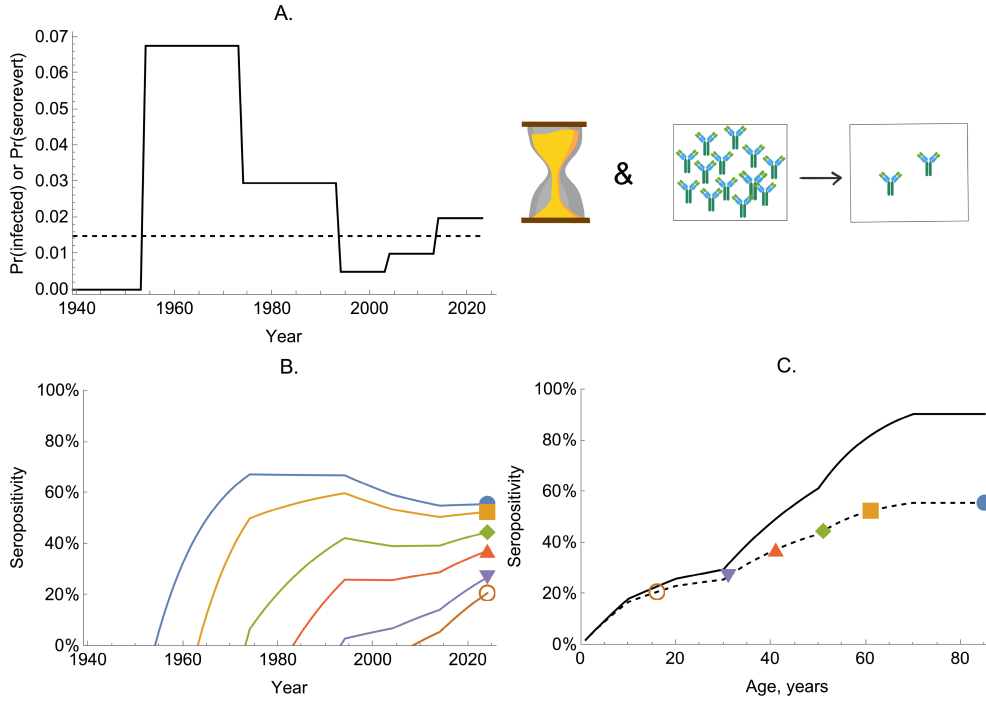 A.
Pr(infected) or Pr(serorevert)
0.07
0.06
0.05
0.04
0.03
0.02
0.01
0.00
1940 1960 1980 2000 2020
Year
&
B.
Seropositivity
100%
80%
60%
40%
20%
0%
1940 1960 1980 2000 2020
Year
C.
Seropositivity
100%
80%
60%
40%
20%
0%
0 20 40 60 80
Age, years